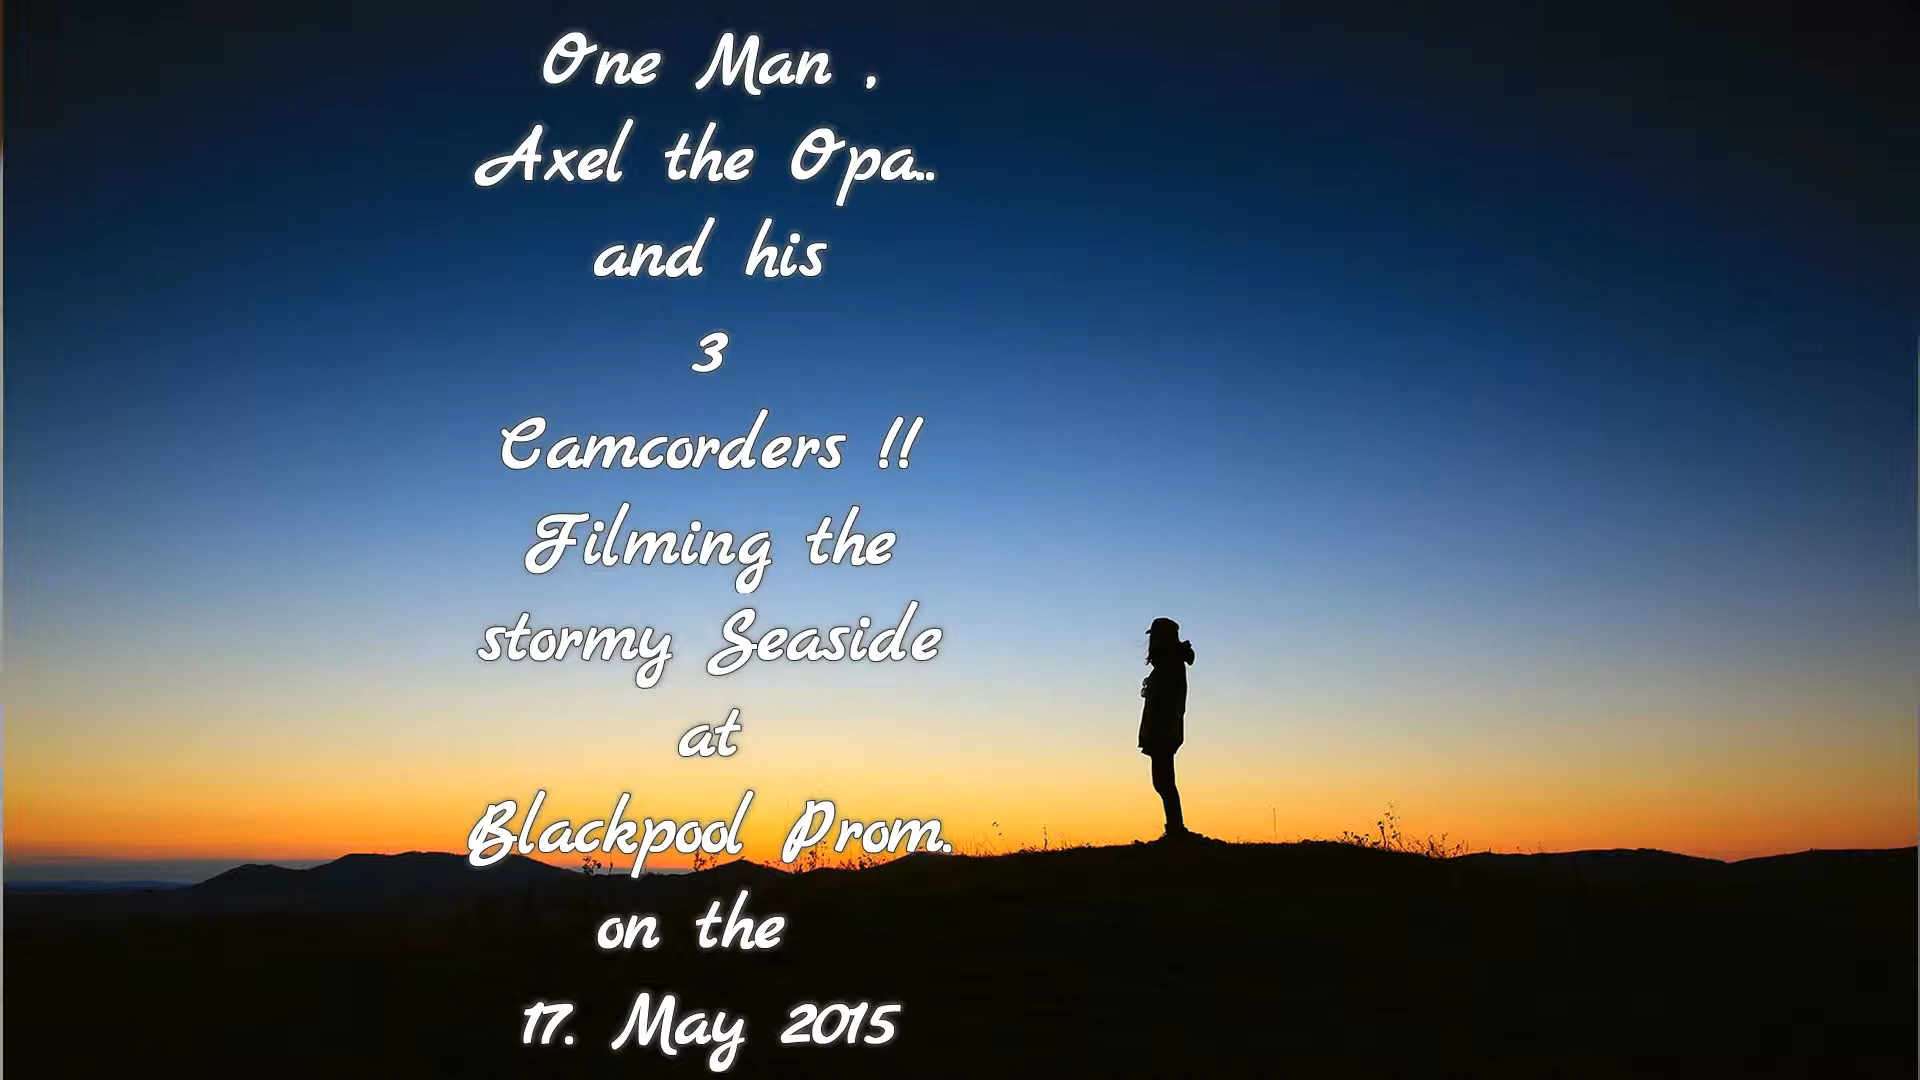 One Man ,
Axel the Opa..
and his
3
Camcorders !!
Filming the
stormy Seaside
at
Blackpool Prom.
on the
17. May 2015